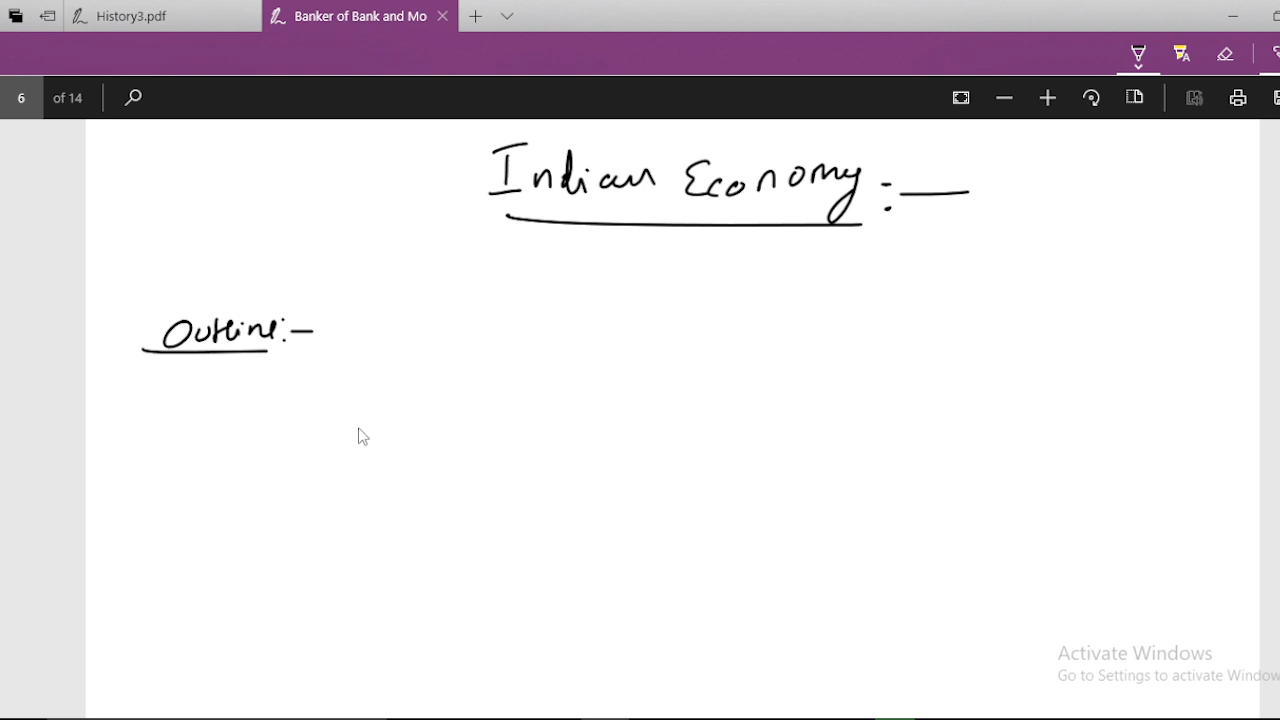 History3.pdf
Banker of Bank and Mo
6 of 14
Indian Economy :—
Outline:-
Activate Windows
Go to Settings to activate Window